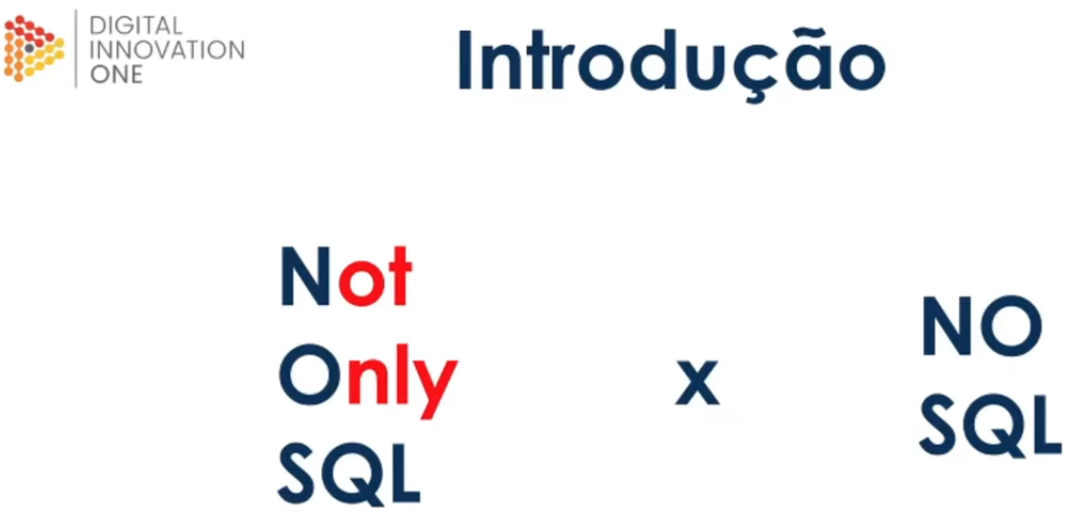 DIGITAL
INNOVATION
ONE
Introdução
Not
Only
SQL
x
NO
SQL